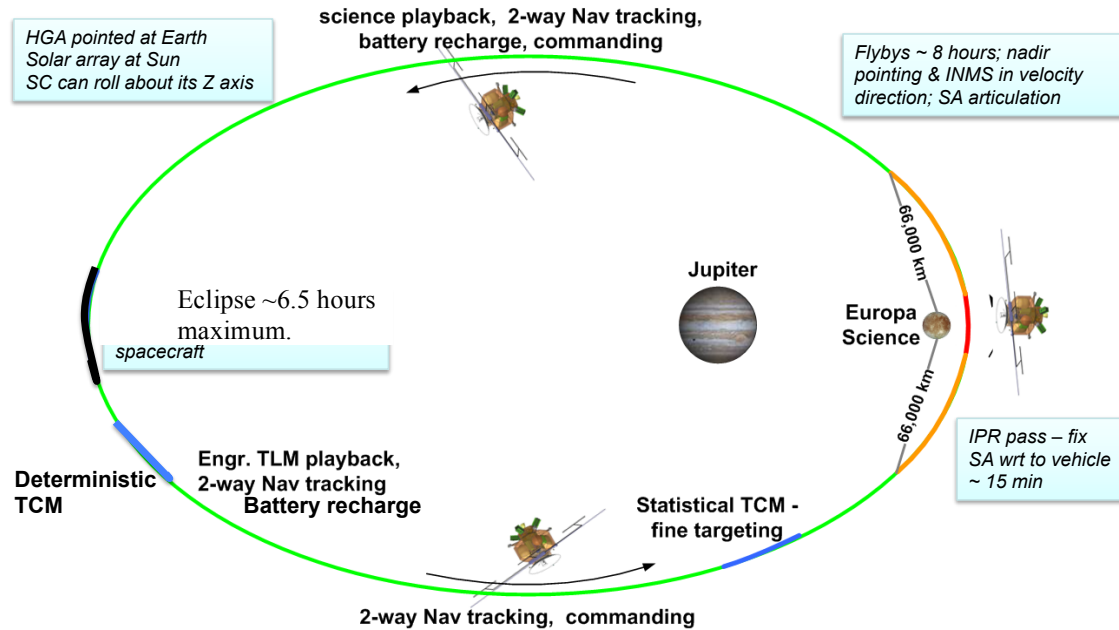 science playback, 2-way Nav tracking,
battery recharge, commanding
HGA pointed at Earth
Solar array at Sun
SC can roll about its Z axis
Flybys ~ 8 hours; nadir
pointing & INMS in velocity
direction; SA articulation
66,000 km
Jupiter
Europa
Science
Eclipse ~6.5 hours
maximum.
spacecraft
66,000 km
IPR pass – fix
SA wrt to vehicle
~ 15 min
Deterministic
TCM
Engr. TLM playback,
2-way Nav tracking
Battery recharge
Statistical TCM -
fine targeting
2-way Nav tracking, commanding